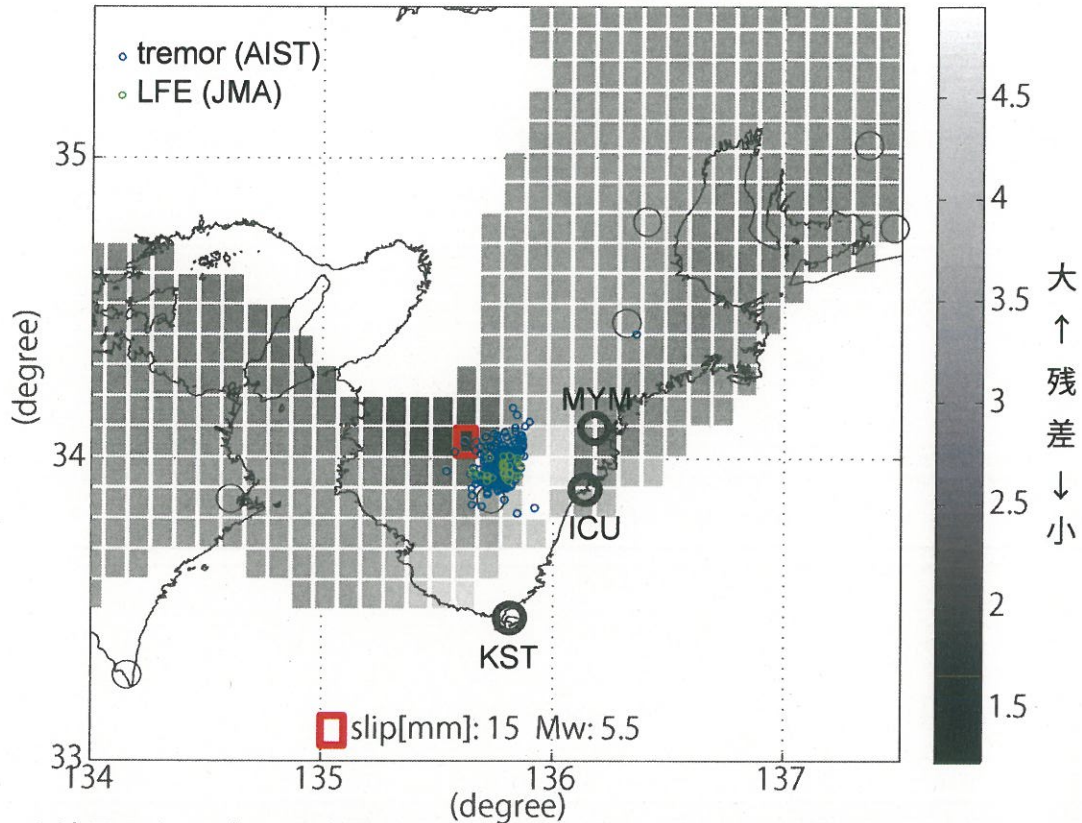 tremor (AIST)
LFE (JMA)
35
34
33
(degree)
134
135
136
137
(degree)
MYM
ICU
KST
slip[mm]: 15 Mw: 5.5
4.5
4
3.5
3
2.5
2
1.5
大
↑
残
差
↓
小